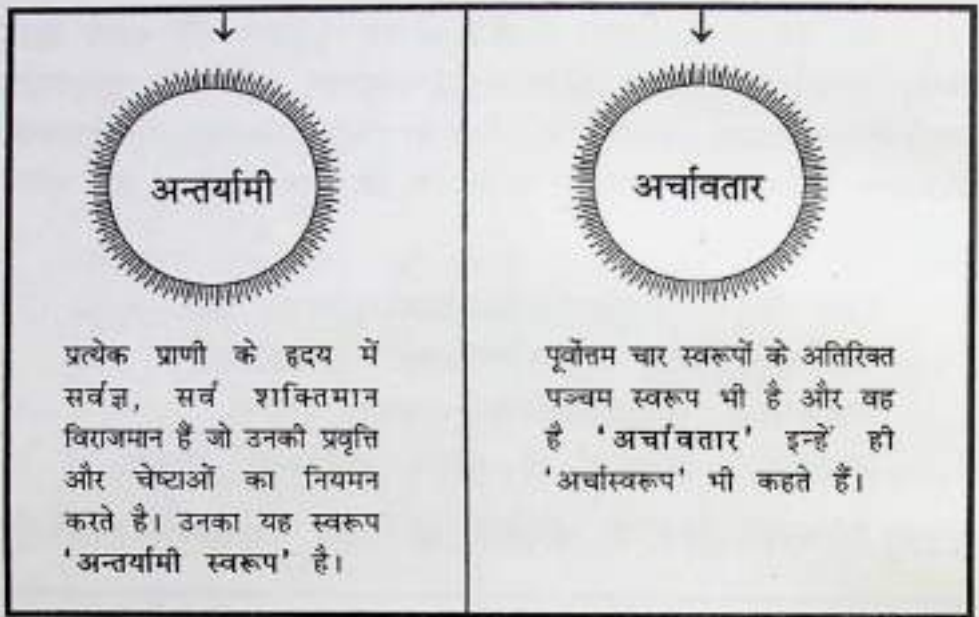 अन्तर्यामी
प्रत्येक प्राणी के हृदय में
सर्वज्ञ, सर्व शक्तिमान
विराजमान हैं जो उनकी प्रवृत्ति
और चेष्टाओं का नियमन
करते है। उनका यह स्वरूप
'अन्तर्यामी स्वरूप' है।
अर्चावतार
पूर्वोत्तम चार स्वरूपों के अतिरिक्त
पञ्चम स्वरूप भी है और वह
है 'अर्चावतार' इन्हें ही
'अर्चास्वरूप' भी कहते हैं।